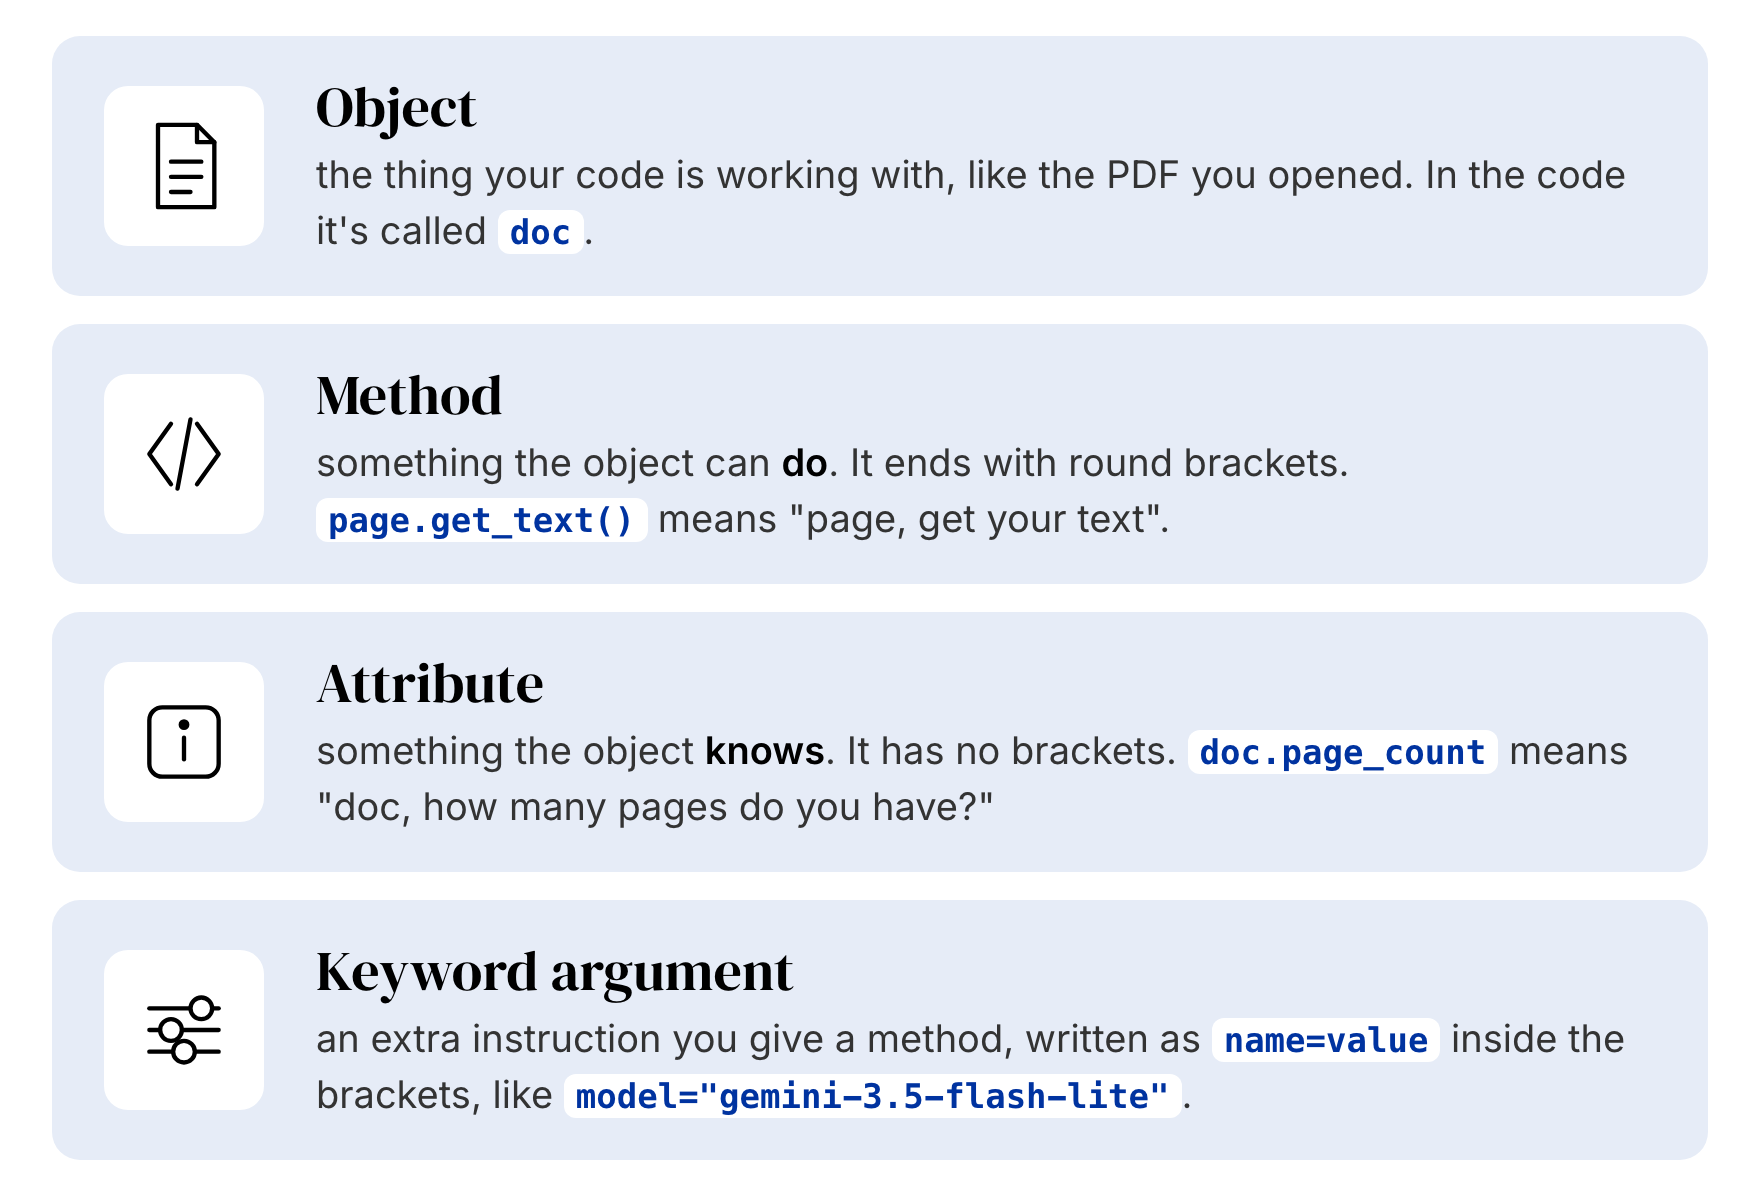 Object
the thing your code is working with, like the PDF you opened. In the code
it's called doc.
Method
something the object can do. It ends with round brackets.
page.get_text() means "page, get your text".
Attribute
something the object knows. It has no brackets. doc.page_count means
"doc, how many pages do you have?"
Keyword argument
an extra instruction you give a method, written as name=value inside the
brackets, like model="gemini-3.5-flash-lite".